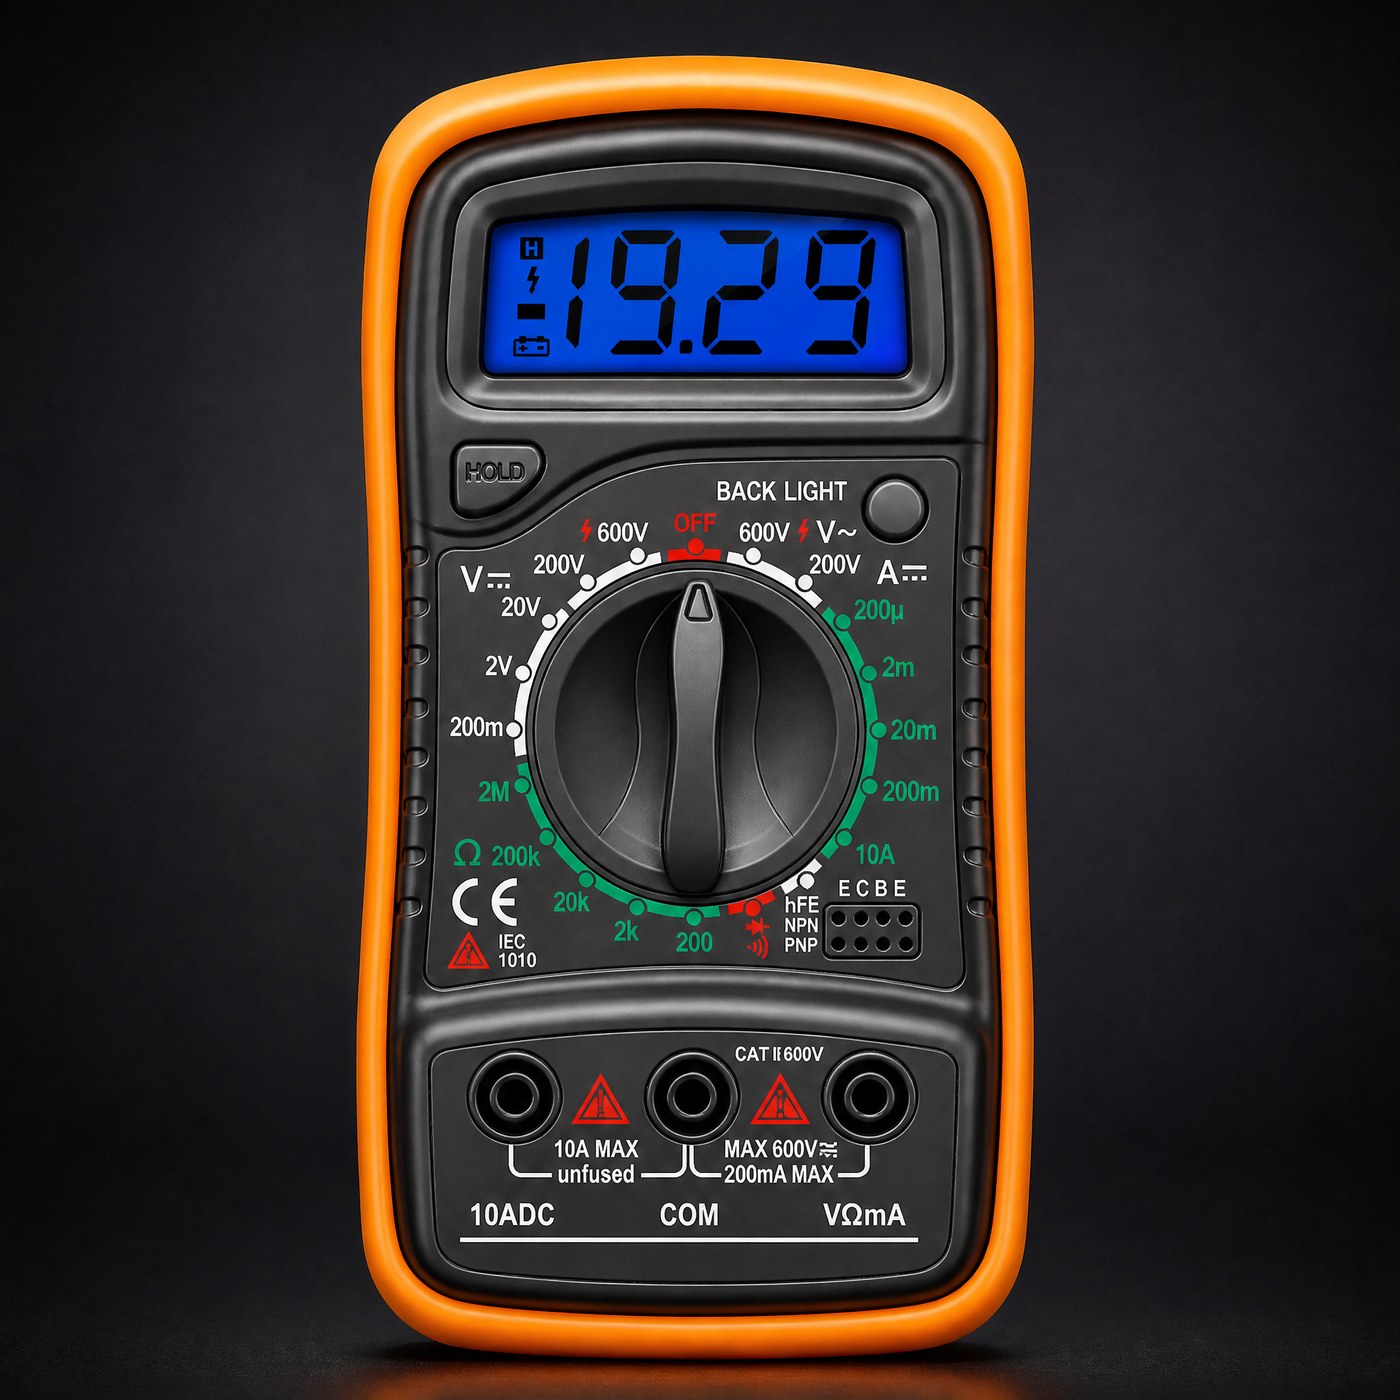 H
-19.29
HOLD
BACK LIGHT
600V
OFF
600V V~
200V
200V
V⎓
A⎓
20V
200µ
2V
2m
200m
20m
2M
200m
Ω 200k
10A
20k
2k
200
hFE
NPN
PNP
E C B E
CE
IEC
1010
CAT II 600V
10A MAX
unfused
MAX 600V
200mA MAX
10ADC
COM
VΩmA